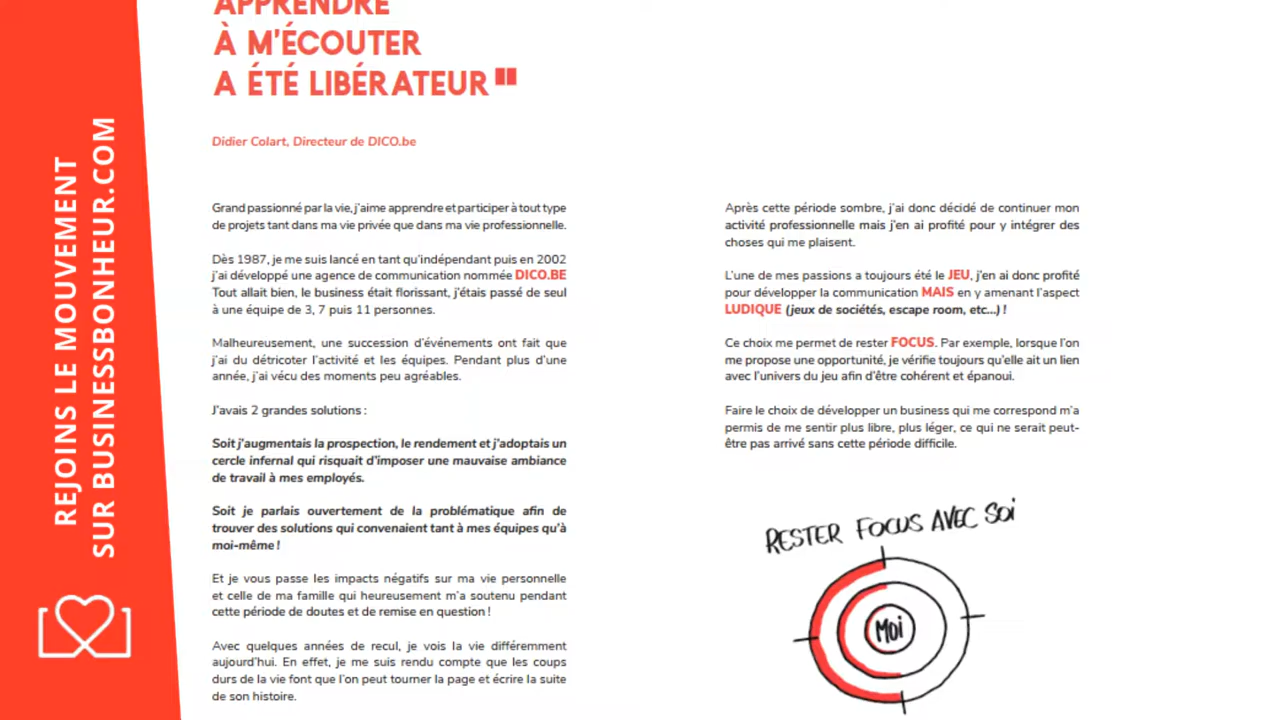 REJOINS LE MOUVEMENT
SUR BUSINESSBONHEUR.COM
APPRENDRE
À M'ÉCOUTER
A ÉTÉ LIBÉRATEUR "
Didier Colart, Directeur de DICO.be
Grand passionné par la vie, j'aime apprendre et participer à tout type
de projets tant dans ma vie privée que dans ma vie professionnelle.
Dès 1987, je me suis lancé en tant qu'indépendant puis en 2002
j'ai développé une agence de communication nommée DICO.BE
Tout allait bien, le business était florissant, j'étais passé de seul
à une équipe de 3, 7 puis 11 personnes.
Malheureusement, une succession d'événements ont fait que
j'ai du détricoter l'activité et les équipes. Pendant plus d'une
année, j'ai vécu des moments peu agréables.
J'avais 2 grandes solutions :
Soit j'augmentais la prospection, le rendement et j'adoptais un
cercle infernal qui risquait d'imposer une mauvaise ambiance
de travail à mes employés.
Soit je parlais ouvertement de la problématique afin de
trouver des solutions qui convenaient tant à mes équipes qu'à
moi-même !
Et je vous passe les impacts négatifs sur ma vie personnelle
et celle de ma famille qui heureusement m'a soutenu pendant
cette période de doutes et de remise en question !
Avec quelques années de recul, je vois la vie différemment
aujourd'hui. En effet, je me suis rendu compte que les coups
durs de la vie font que l'on peut tourner la page et écrire la suite
de son histoire.
Après cette période sombre, j'ai donc décidé de continuer mon
activité professionnelle mais j'en ai profité pour y intégrer des
choses qui me plaisent.
L'une de mes passions a toujours été le JEU, j'en ai donc profité
pour développer la communication MAIS en y amenant l'aspect
LUDIQUE (jeux de sociétés, escape room, etc...) !
Ce choix me permet de rester FOCUS. Par exemple, lorsque l'on
me propose une opportunité, je vérifie toujours qu'elle ait un lien
avec l'univers du jeu afin d'être cohérent et épanoui.
Faire le choix de développer un business qui me correspond m'a
permis de me sentir plus libre, plus léger, ce qui ne serait peut-
être pas arrivé sans cette période difficile.
RESTER FOCUS AVEC SOi
MOi